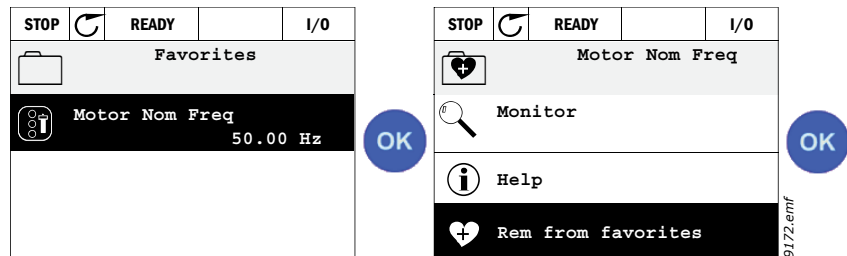 STOP READY I/O
Favorites
Motor Nom Freq
50.00 Hz
OK
STOP READY I/O
Motor Nom Freq
Monitor
Help
Rem from favorites
OK
9172.emf